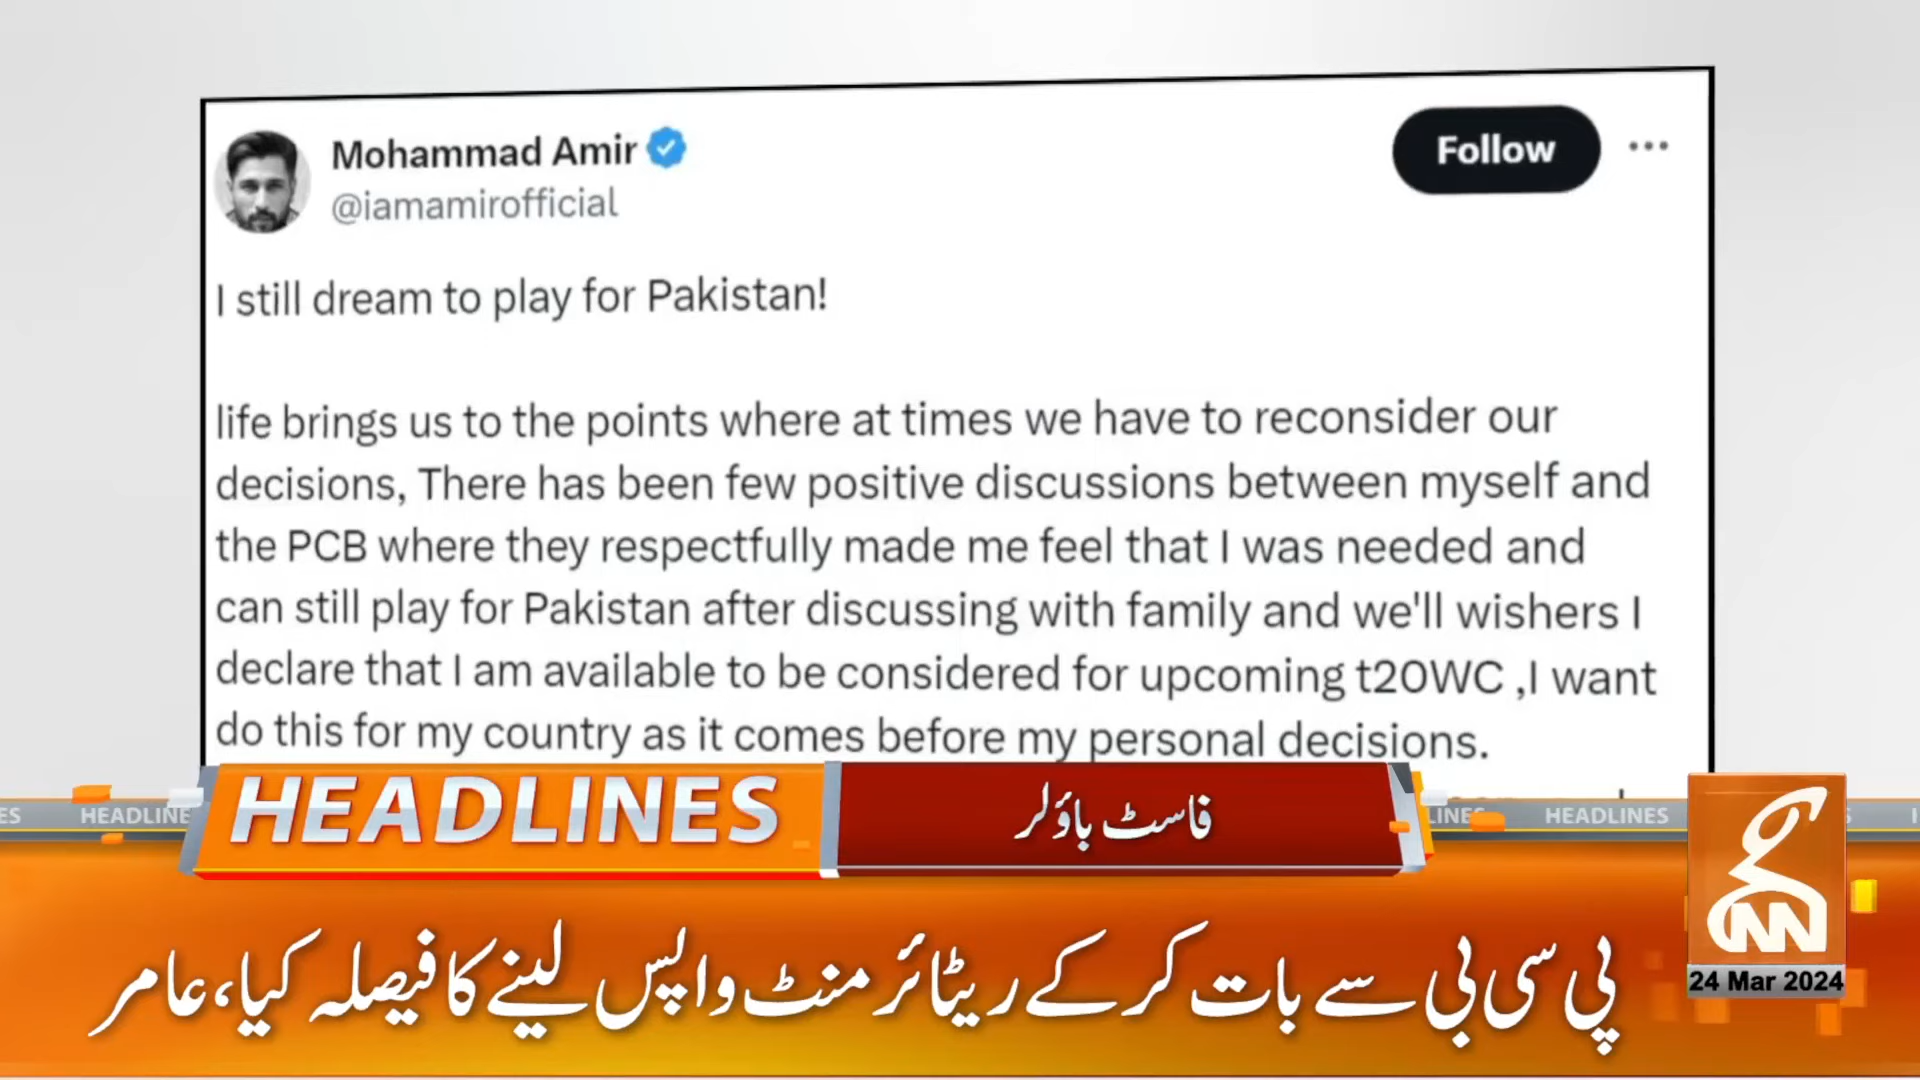 Mohammad Amir
@iamamirofficial
Follow
I still dream to play for Pakistan!
life brings us to the points where at times we have to reconsider our
decisions, There has been few positive discussions between myself and
the PCB where they respectfully made me feel that I was needed and
can still play for Pakistan after discussing with family and we'll wishers I
declare that I am available to be considered for upcoming t20WC ,I want
do this for my country as it comes before my personal decisions.
HEADLINES
HEADLINES
فاسٹ باؤلر
HEADLINES
GNN
24 Mar 2024
پی سی بی سے بات کر کے ریٹائرمنٹ واپس لینے کا فیصلہ کیا، عامر